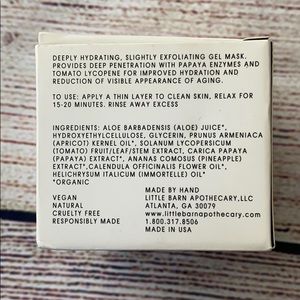 DEEPLY HYDRATING, SLIGHTLY EXFOLIATING GEL MASK.
PROVIDES DEEP PENETRATION WITH PAPAYA ENZYMES AND
TOMATO LYCOPENE FOR IMPROVED HYDRATION AND
REDUCTION OF VISIBLE APPEARANCE OF AGING.
TO USE: APPLY A THIN LAYER TO CLEAN SKIN, RELAX FOR
15-20 MINUTES. RINSE AWAY EXCESS
INGREDIENTS: ALOE BARBADENSIS (ALOE) JUICE*,
HYDROXYETHYLCELLULOSE, GLYCERIN, PRUNUS ARMENIACA
(APRICOT) KERNEL OIL*, SOLANUM LYCOPERSICUM
(TOMATO) FRUIT/LEAF/STEM EXTRACT, CARICA PAPAYA
(PAPAYA) EXTRACT*, ANANAS COMOSUS (PINEAPPLE)
EXTRACT*, CALENDULA OFFICINALIS FLOWER OIL*
HELICHRYSUM ITALICUM (IMMORTELLE) OIL*
*ORGANIC
VEGAN
NATURAL
CRUELTY FREE
RESPONSIBLY MADE
MADE BY HAND
LITTLE BARN APOTHECARY,LLC
ATLANTA, GA 30079
WWW.LITTLEBARNAPOTHECARY.COM
1.800.317.8506
MADE IN USA